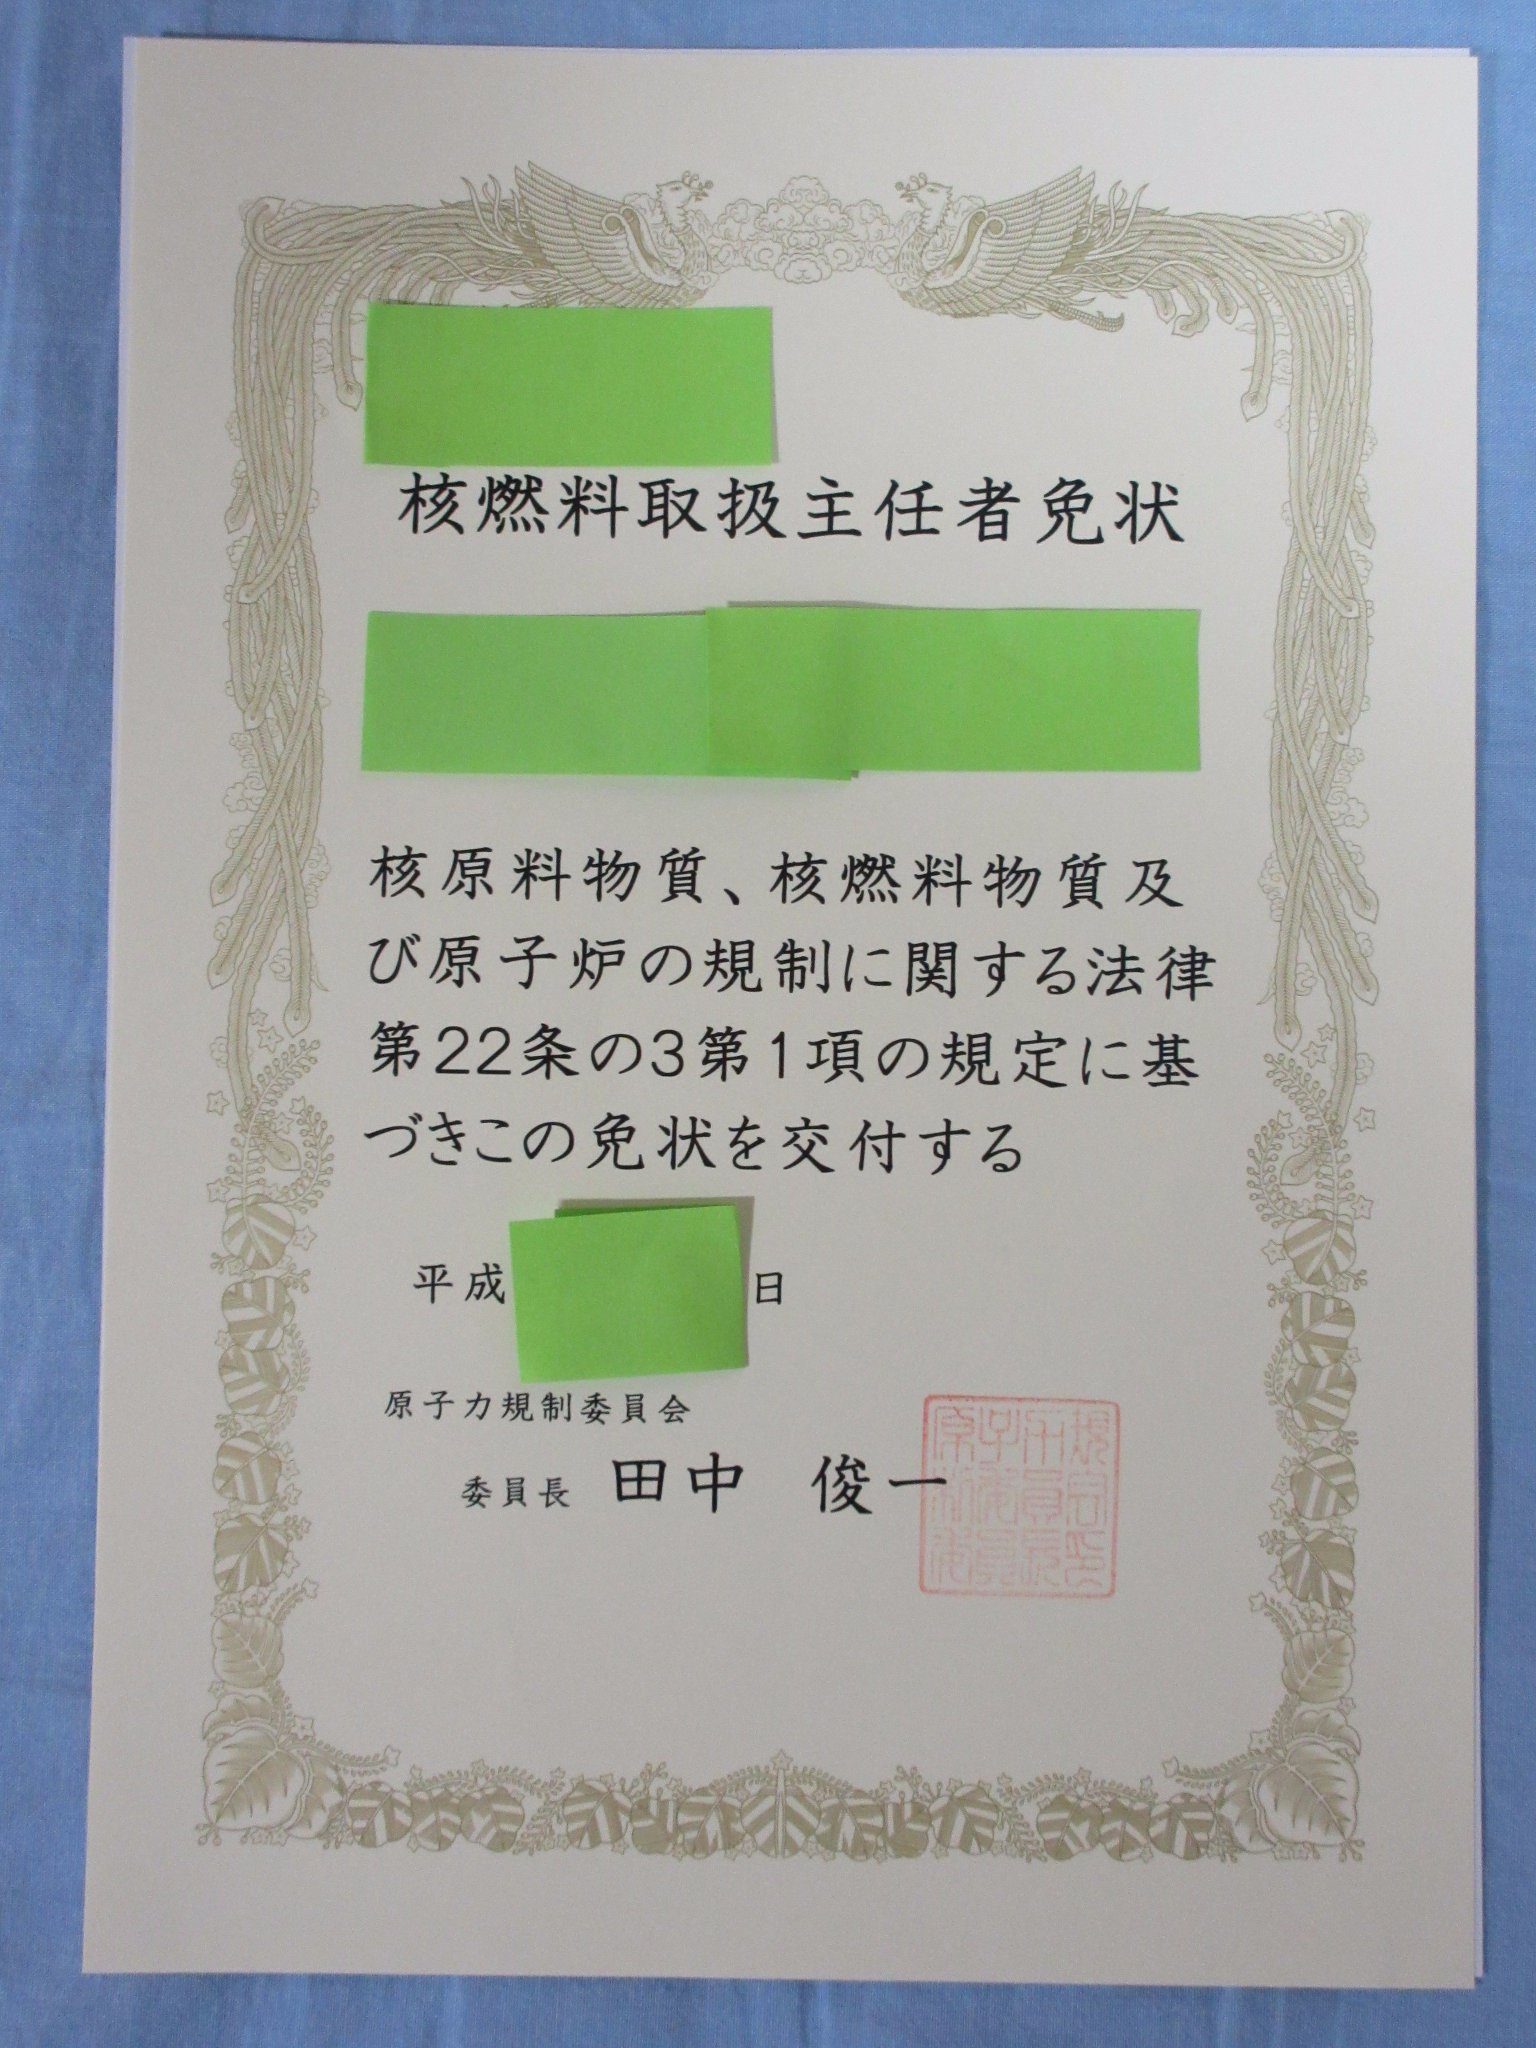 核燃料取扱主任者免状
核原料物質、核燃料物質及
び原子炉の規制に関する法律
第22条の3第1項の規定に基
づきこの免状を交付する
平成
日
原子力規制委員会
委員長 田中 俊一